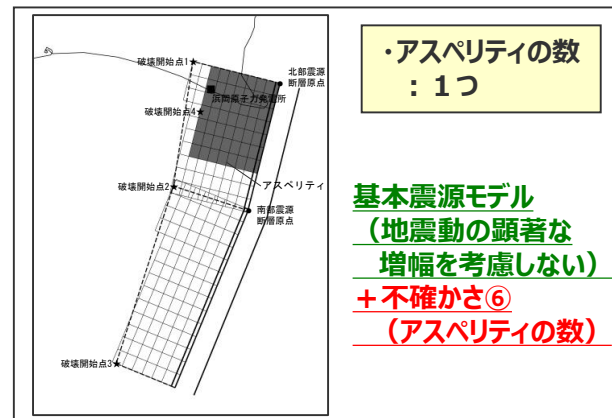 破壊開始点1
北部震源
断層原点
浜岡原子力発電所
破壊開始点4
アスペリティ
破壊開始点2
南部震源
断層原点
破壊開始点3
・アスペリティの数
：１つ
基本震源モデル
（地震動の顕著な
増幅を考慮しない）
＋不確かさ⑥
（アスペリティの数）